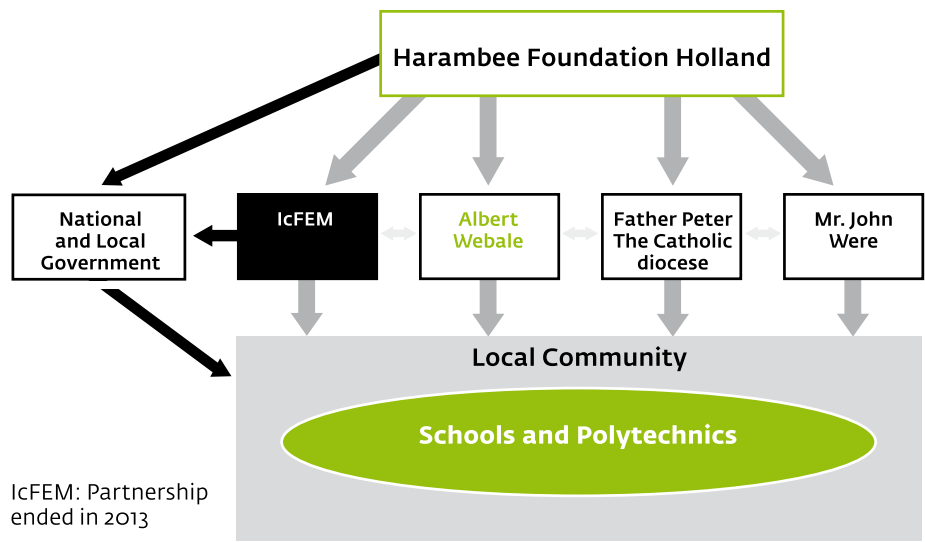 Harambee Foundation Holland
National
and Local
Government
IcFEM
Albert
Webale
Father Peter
The Catholic
diocese
Mr. John
Were
Local Community
Schools and Polytechnics
IcFEM: Partnership
ended in 2013